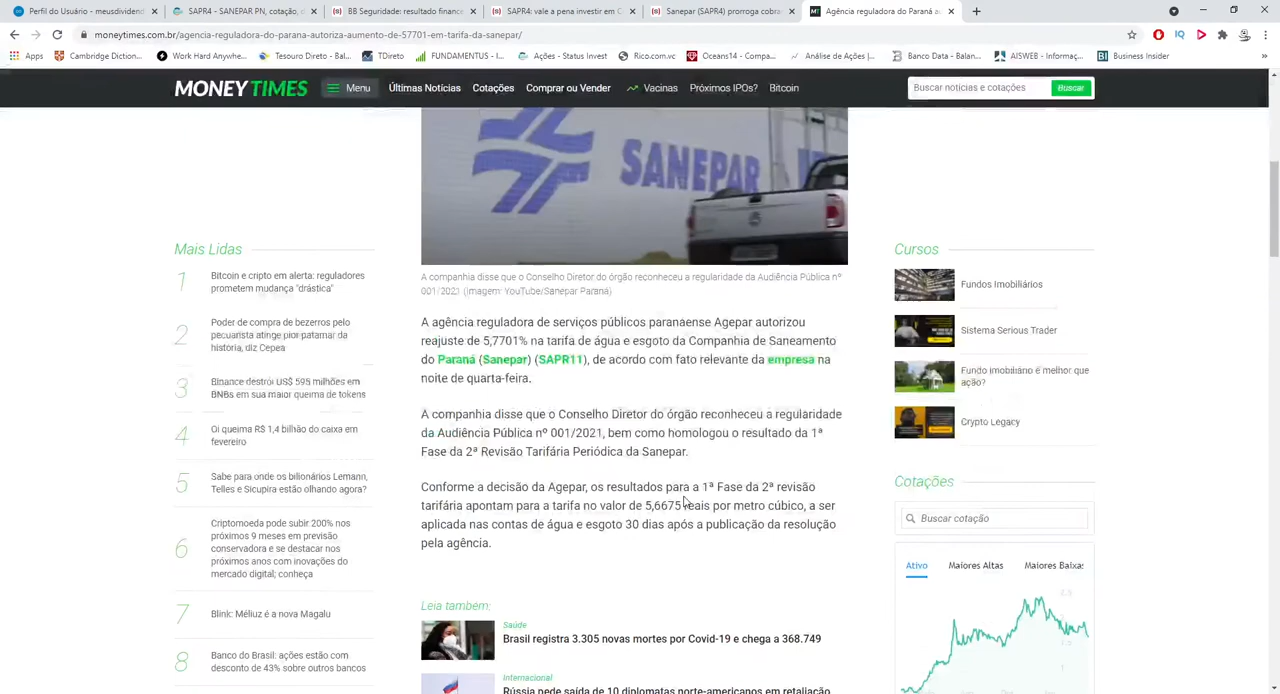 Perfil do Usuário - meusdividend
SAPR4 - SANEPAR PN, cotação, d
BB Seguridade: resultado finance
SAPR4: vale a pena investir em C
Sanepar (SAPR4) prorroga cobra
Agência reguladora do Paraná a
moneytimes.com.br/agencia-reguladora-do-parana-autoriza-aumento-de-57701-em-tarifa-da-sanepar/
Apps
Cambridge Diction...
Work Hard Anywhe...
Tesouro Direto - Bal...
TDireto
FUNDAMENTUS - I...
Ações - Status Invest
Rico.com.vc
Oceans14 - Compa...
Análise de Ações |...
Banco Data - Balan...
AISWEB - Informaç...
Business Insider
»
MONEY TIMES
Menu
Últimas Notícias
Cotações
Comprar ou Vender
Vacinas
Próximos IPOs?
Bitcoin
Buscar notícias e cotações
Buscar
SANEPAR
A companhia disse que o Conselho Diretor do órgão reconheceu a regularidade da Audiência Pública nº
001/2021 (Imagem: YouTube/Sanepar Paraná)
A agência reguladora de serviços públicos paranaense Agepar autorizou
reajuste de 5,7701% na tarifa de água e esgoto da Companhia de Saneamento
do Paraná (Sanepar) (SAPR11), de acordo com fato relevante da empresa na
noite de quarta-feira.
A companhia disse que o Conselho Diretor do órgão reconheceu a regularidade
da Audiência Pública nº 001/2021, bem como homologou o resultado da 1ª
Fase da 2ª Revisão Tarifária Periódica da Sanepar.
Conforme a decisão da Agepar, os resultados para a 1ª Fase da 2ª revisão
tarifária apontam para a tarifa no valor de 5,6675 reais por metro cúbico, a ser
aplicada nas contas de água e esgoto 30 dias após a publicação da resolução
pela agência.
Leia também:
Saúde
Brasil registra 3.305 novas mortes por Covid-19 e chega a 368.749
Internacional
Rússia pede saída de 10 diplomatas norte-americanos em retaliação
Mais Lidas
1
Bitcoin e cripto em alerta: reguladores
prometem mudança "drástica"
2
Poder de compra de bezerros pelo
pecuarista atinge pior patamar da
história, diz Cepea
3
Binance destrói US$ 595 milhões em
BNBs em sua maior queima de tokens
4
Oi queima R$ 1,4 bilhão do caixa em
fevereiro
5
Sabe para onde os bilionários Lemann,
Telles e Sicupira estão olhando agora?
6
Criptomoeda pode subir 200% nos
próximos 9 meses em previsão
conservadora e se destacar nos
próximos anos com inovações do
mercado digital; conheça
7
Blink: Méliuz é a nova Magalu
8
Banco do Brasil: ações estão com
desconto de 43% sobre outros bancos
Cursos
Fundos Imobiliários
Sistema Serious Trader
Fundo imobiliário é melhor que
ação?
Crypto Legacy
Cotações
Buscar cotação
Ativo
Maiores Altas
Maiores Baixas